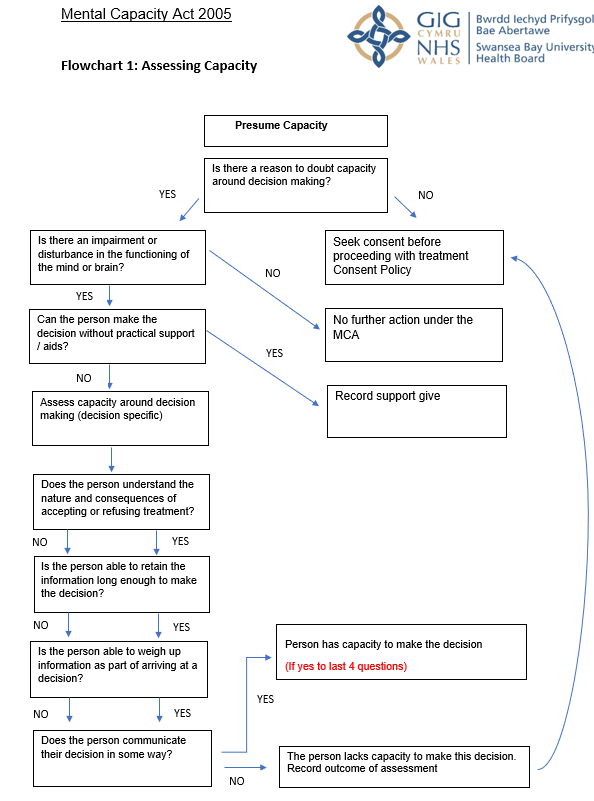 Mental Capacity Act 2005
GIG
CYMRU
NHS
WALES
Bwrdd Iechyd Prifysgol
Bae Abertawe
Swansea Bay University
Health Board
Flowchart 1: Assessing Capacity
Presume Capacity
Is there a reason to doubt capacity
around decision making?
YES
NO
Is there an impairment or
disturbance in the functioning of
the mind or brain?
Seek consent before
proceeding with treatment
Consent Policy
NO
YES
Can the person make the
decision without practical support
/ aids?
No further action under the
MCA
YES
NO
Assess capacity around decision
making (decision specific)
Record support give
Does the person understand the
nature and consequences of
accepting or refusing treatment?
NO
YES
Is the person able to retain the
information long enough to make
the decision?
NO
YES
Is the person able to weigh up
information as part of arriving at a
decision?
Person has capacity to make the decision
(If yes to last 4 questions)
NO
YES
YES
Does the person communicate
their decision in some way?
NO
The person lacks capacity to make this decision.
Record outcome of assessment